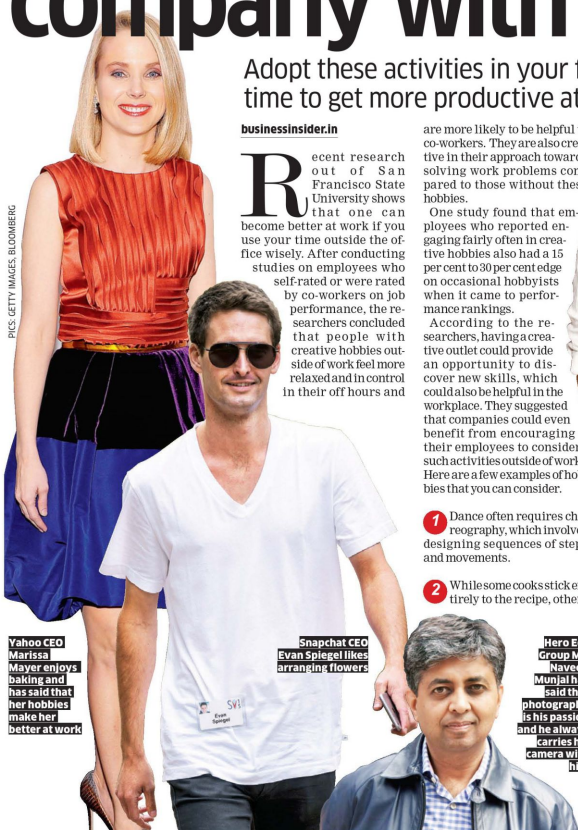 company with
Adopt these activities in your
time to get more productive at
businessinsider.in
Recent research
out of San
Francisco State
University shows
that one can
become better at work if you
use your time outside the of-
fice wisely. After conducting
studies on employees who
self-rated or were rated
by co-workers on job
performance, the re-
searchers concluded
that people with
creative hobbies out-
side of work feel more
relaxed and in control
in their off hours and
are more likely to be helpful
co-workers. They are also crea
tive in their approach toward
solving work problems com
pared to those without thes
hobbies.
One study found that em-
ployees who reported en-
gaging fairly often in crea-
tive hobbies also had a 15
per cent to 30 per cent edge
on occasional hobbyists
when it came to perfor-
mance rankings.
According to the re-
searchers, having a crea-
tive outlet could provide
an opportunity to dis-
cover new skills, which
could also be helpful in the
workplace. They suggested
that companies could even
benefit from encouraging
their employees to consider
such activities outside of work
Here are a few examples of ho
bies that you can consider.
1 Dance often requires ch
reography, which involve
designing sequences of step
and movements.
2 While some cooks stick e
tirely to the recipe, othe
PICS: GETTY IMAGES, BLOOMBERG
Yahoo CEO
Marissa
Mayer enjoys
baking and
has said that
her hobbies
make her
better at work
Snapchat CEO
Evan Spiegel likes
arranging flowers
Evan
Spiegel
Hero E
Group M
Navee
Munjal h
said th
photograph
is his passio
and he alway
carries h
camera wi
hi